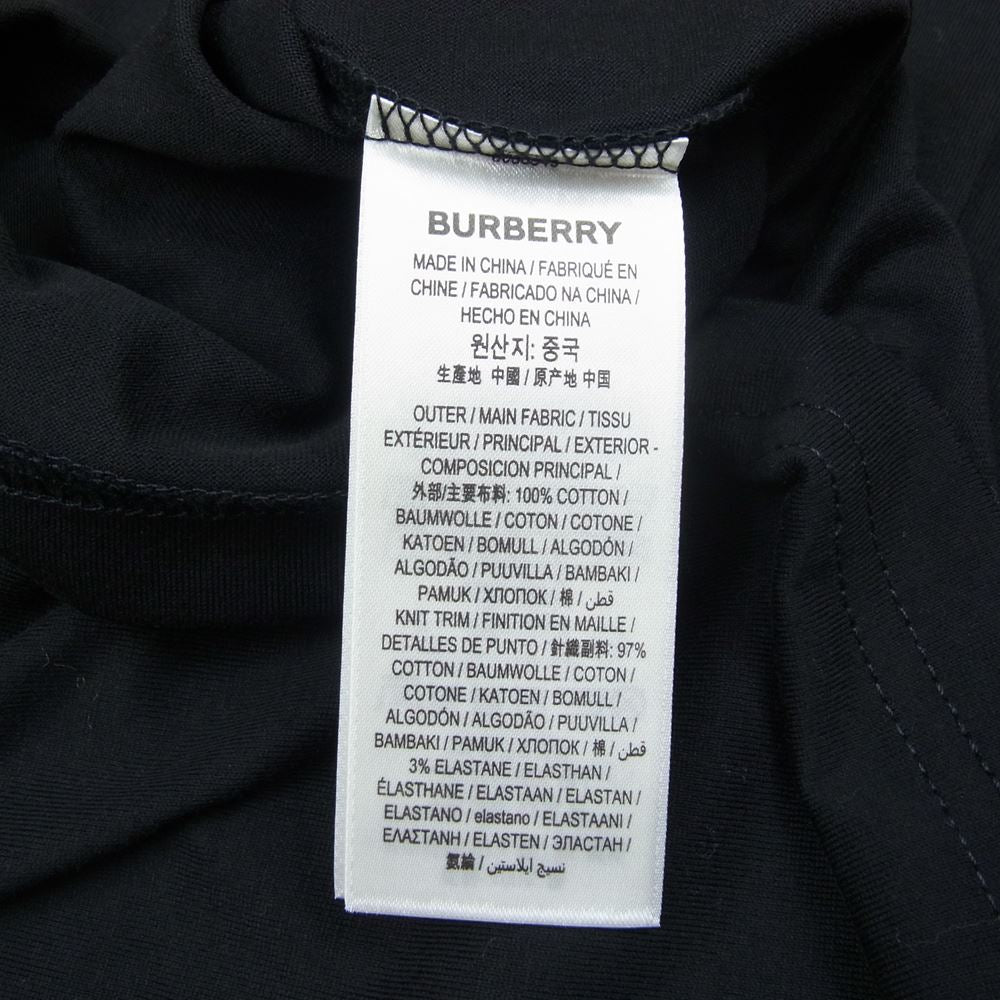 BURBERRY
MADE IN CHINA / FABRIQUÉ EN
CHINE / FABRICADO NA CHINA /
HECHO EN CHINA
원산지: 중국
生產地 中國 / 原产地 中国
OUTER / MAIN FABRIC / TISSU
EXTÉRIEUR / PRINCIPAL / EXTERIOR -
COMPOSICION PRINCIPAL /
外部/主要布料: 100% COTTON /
BAUMWOLLE / COTON / COTONE /
KATOEN / BOMULL / ALGODÓN /
ALGODÃO / PUUVILLA / BAMBAKI /
PAMUK / ХЛОПОК / 棉 / قطن
KNIT TRIM / FINITION EN MAILLE /
DETALLES DE PUNTO / 針織副料: 97%
COTTON / BAUMWOLLE / COTON /
COTONE / KATOEN / BOMULL /
ALGODÓN / ALGODÃO / PUUVILLA /
BAMBAKI / PAMUK / ХЛОПОК / 棉 / قطن
3% ELASTANE / ELASTHAN /
ÉLASTHANE / ELASTAAN / ELASTAN /
ELASTANO / elastano / ELASTAANI /
ΕΛΑΣΤΑΝΗ / ELASTEN / ЭЛАСТАН /
氨綸 / نسيج ايلاستين